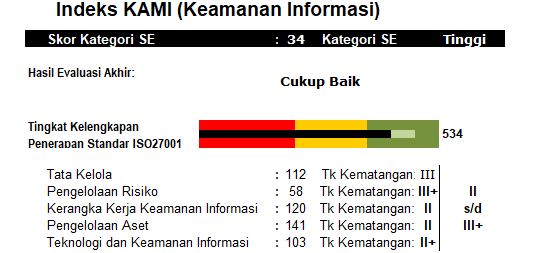 Indeks KAMI (Keamanan Informasi)
Skor Kategori SE : 34 Kategori SE Tinggi
Hasil Evaluasi Akhir:
Cukup Baik
Tingkat Kelengkapan
Penerapan Standar ISO27001
534
Tata Kelola : 112 Tk Kematangan: III
Pengelolaan Risiko : 58 Tk Kematangan: III+ II
Kerangka Kerja Keamanan Informasi : 120 Tk Kematangan: II s/d
Pengelolaan Aset : 141 Tk Kematangan: II III+
Teknologi dan Keamanan Informasi : 103 Tk Kematangan: II+